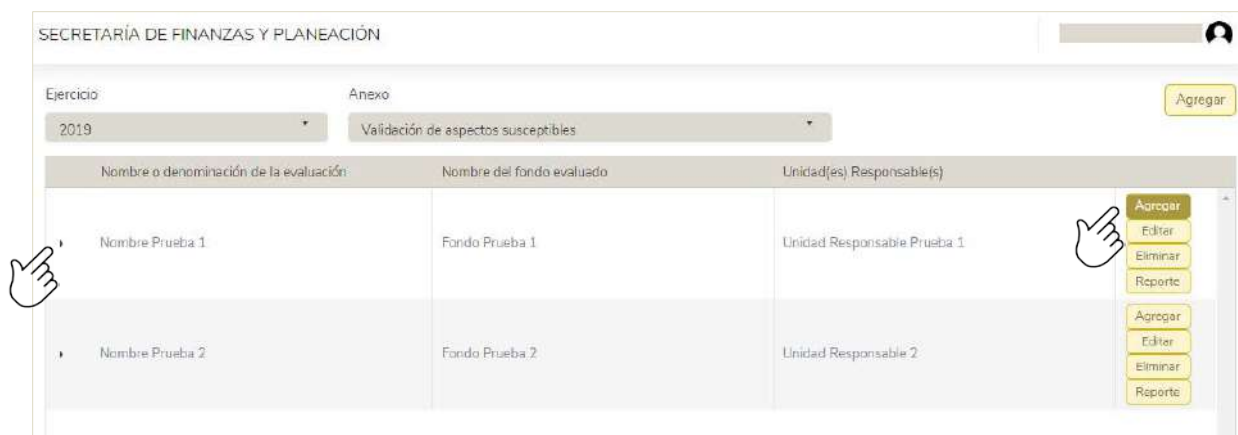 SECRETARÍA DE FINANZAS Y PLANEACIÓN
Ejercicio
Anexo
Agregar
2019
Validación de aspectos susceptibles
Nombre o denominación de la evaluación
Nombre del fondo evaluado
Unidad(es) Responsable(s)
Nombre Prueba 1
Fondo Prueba 1
Unidad Responsable Prueba 1
Agregar
Editar
Eliminar
Reporte
Nombre Prueba 2
Fondo Prueba 2
Unidad Responsable 2
Agregar
Editar
Eliminar
Reporte